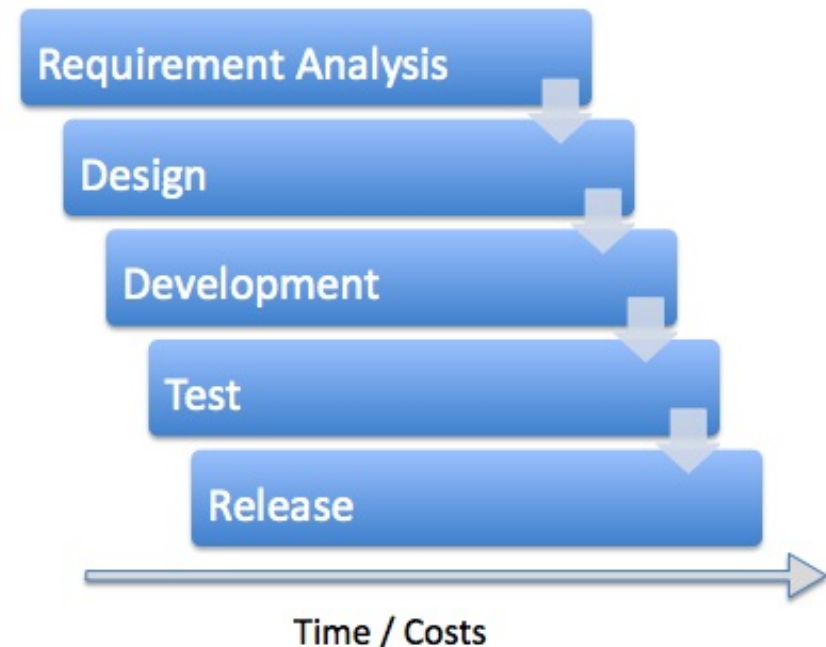 Requirement Analysis
Design
Development
Test
Release
Time / Costs